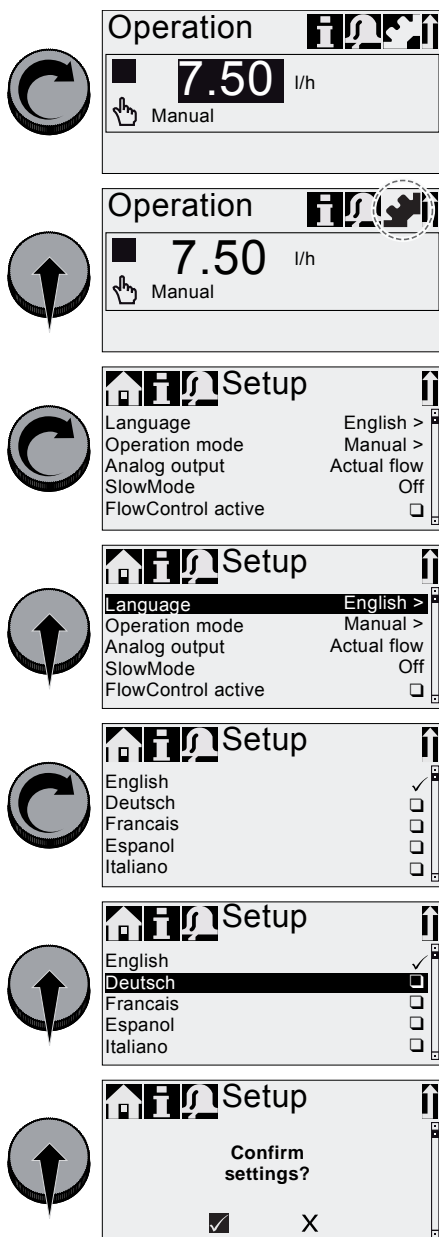 Operation
7.50 l/h
Manual
Operation
7.50 l/h
Manual
Setup
Language English >
Operation mode Manual >
Analog output Actual flow
SlowMode Off
FlowControl active
Setup
Language English >
Operation mode Manual >
Analog output Actual flow
SlowMode Off
FlowControl active
Setup
English
Deutsch
Francais
Espanol
Italiano
Setup
English
Deutsch
Francais
Espanol
Italiano
Setup
Confirm
settings?
X